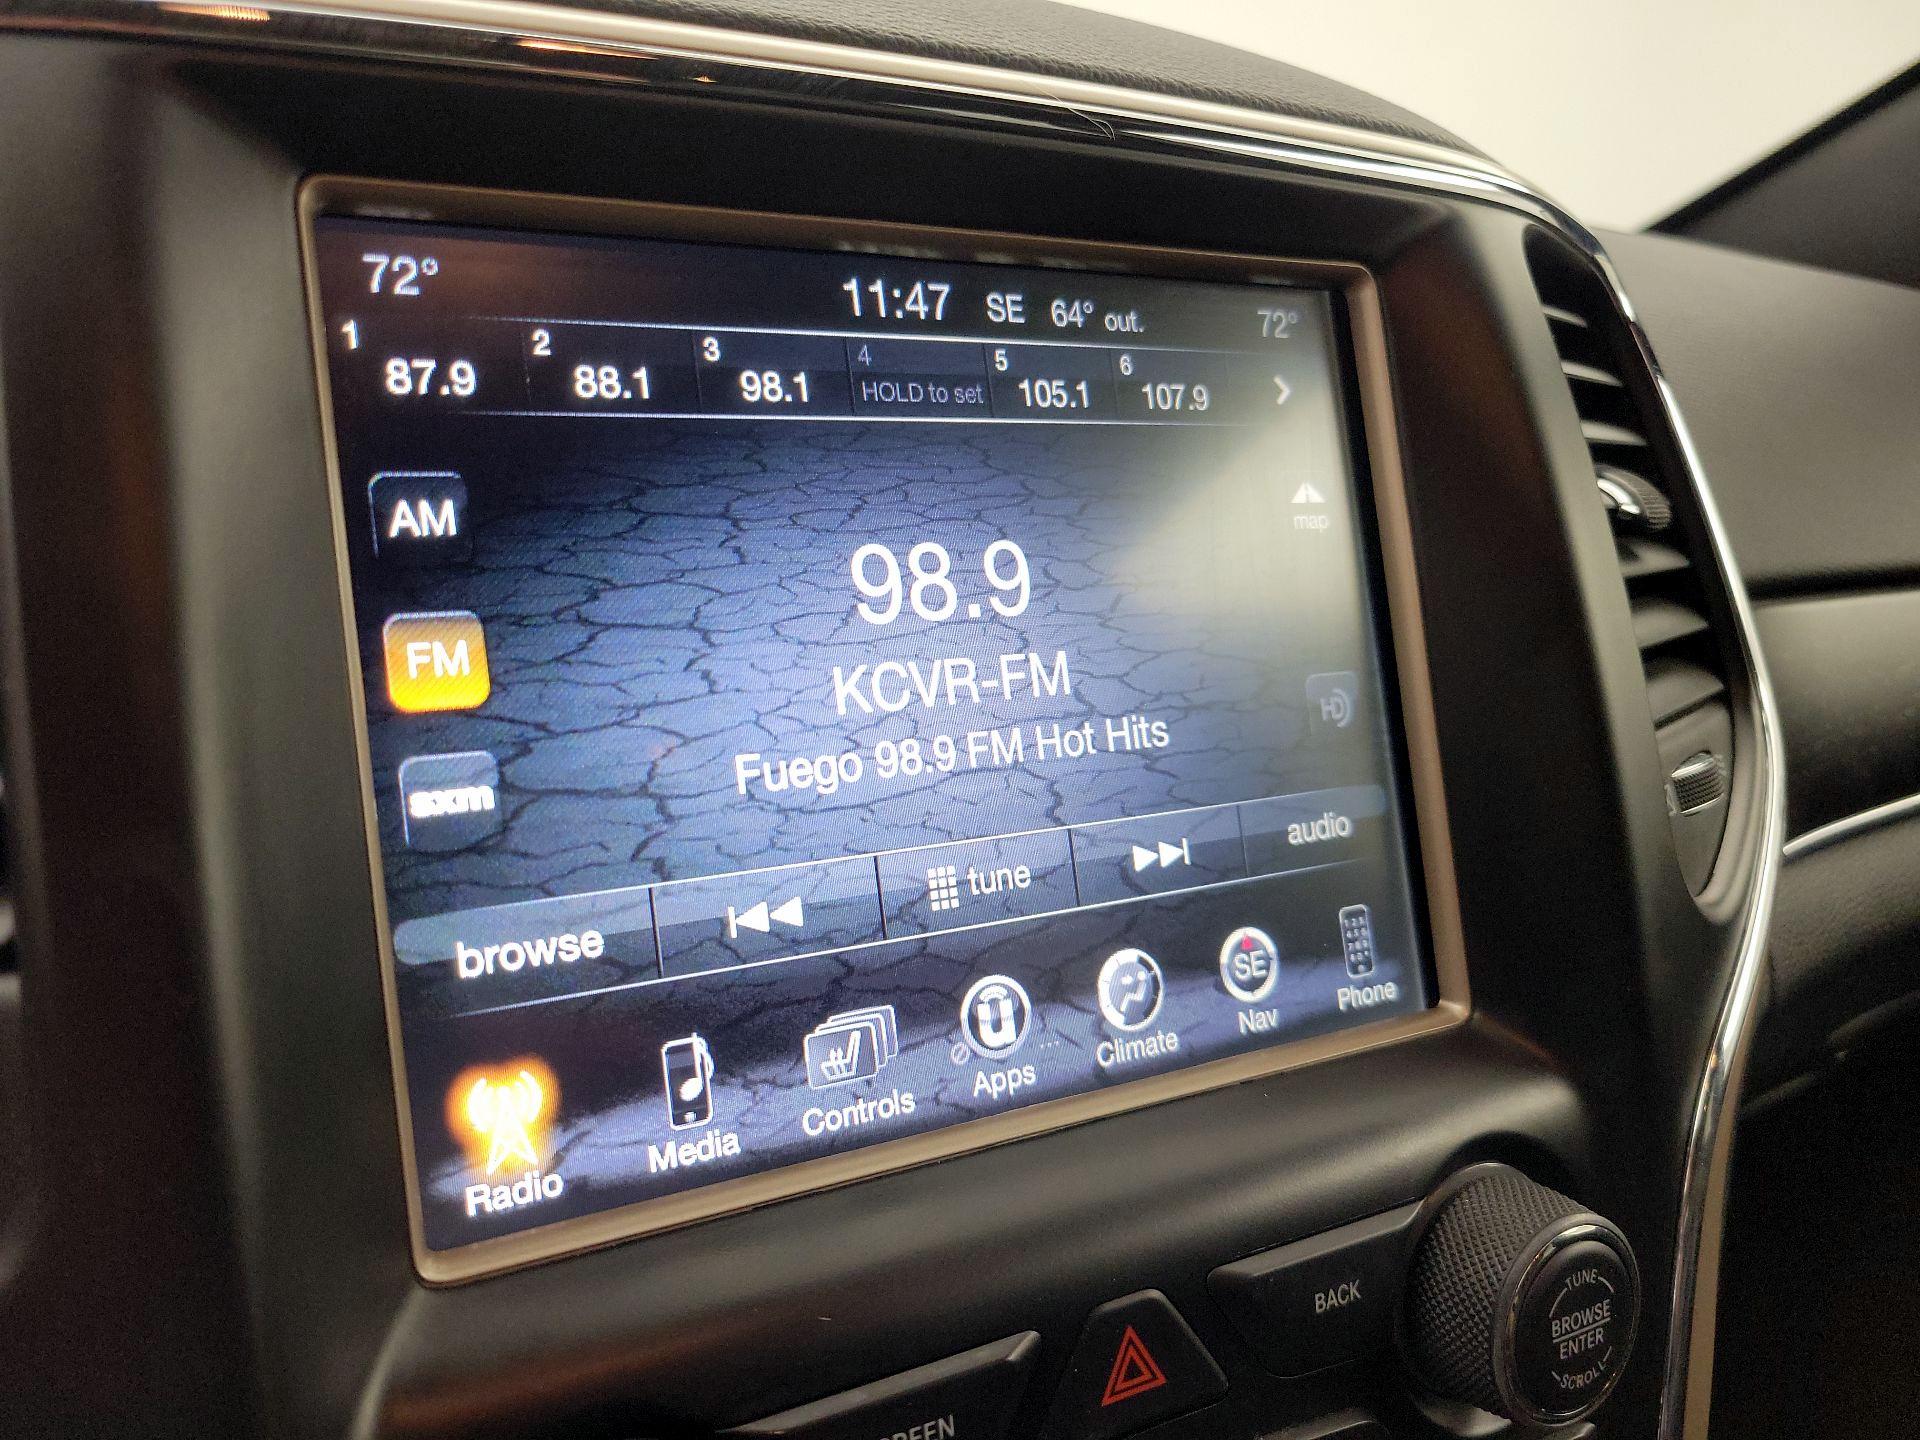 72°
11:47 SE 64° out. 72°
1 87.9 2 88.1 3 98.1 4 HOLD to set 5 105.1 6 107.9
AM
map
98.9
FM
KCVR-FM
HD
Fuego 98.9 FM Hot Hits
sxm
browse tune audio
Radio Media Controls Apps Climate SE Nav Phone
BACK
TUNE
BROWSE
ENTER
SCROLL